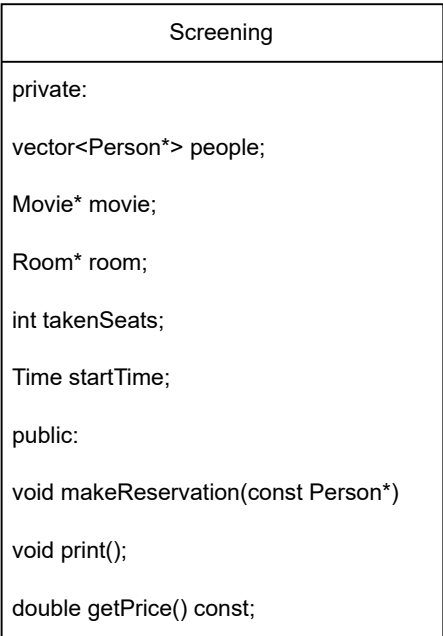 Screening
private:
vector<Person*> people;
Movie* movie;
Room* room;
int takenSeats;
Time startTime;
public:
void makeReservation(const Person*)
void print();
double getPrice() const;